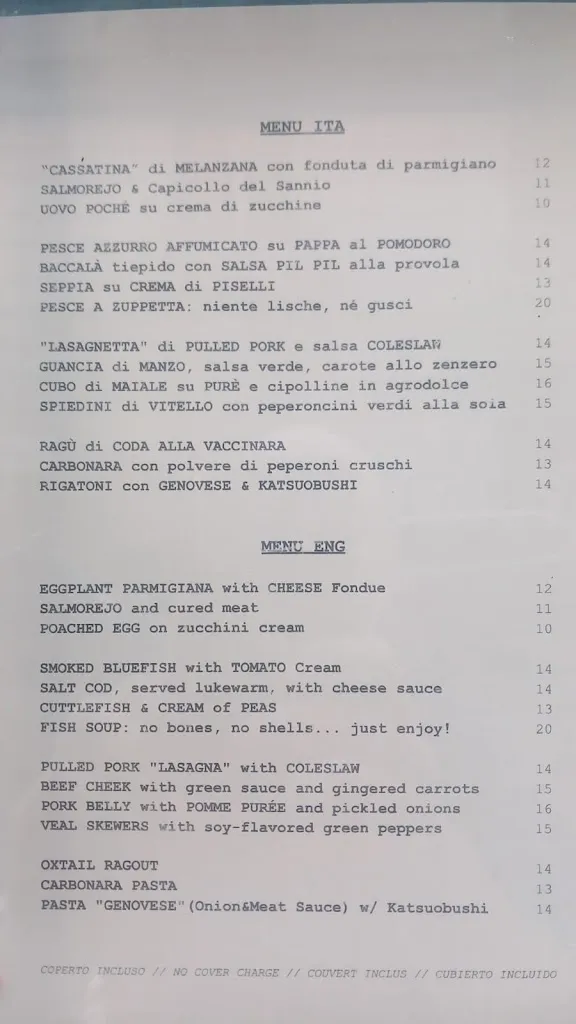 MENU ITA
"CASSATINA" di MELANZANA con fonduta di parmigiano 12
SALMOREJO & Capicollo del Sannio 11
UOVO POCHÉ su crema di zucchine 10
PESCE AZZURRO AFFUMICATO su PAPPA al POMODORO 14
BACCALÀ tiepido con SALSA PIL PIL alla provola 14
SEPPIA su CREMA di PISELLI 13
PESCE A ZUPPETTA: niente lische, né gusci 20
"LASAGNETTA" di PULLED PORK e salsa COLESLAW 14
GUANCIA di MANZO, salsa verde, carote allo zenzero 15
CUBO di MAIALE su PURÈ e cipolline in agrodolce 16
SPIEDINI di VITELLO con peperoncini verdi alla soia 15
RAGÙ di CODA ALLA VACCINARA 14
CARBONARA con polvere di peperoni cruschi 13
RIGATONI con GENOVESE & KATSUOBUSHI 14
MENU ENG
EGGPLANT PARMIGIANA with CHEESE Fondue 12
SALMOREJO and cured meat 11
POACHED EGG on zucchini cream 10
SMOKED BLUEFISH with TOMATO Cream 14
SALT COD, served lukewarm, with cheese sauce 14
CUTTLEFISH & CREAM of PEAS 13
FISH SOUP: no bones, no shells... just enjoy! 20
PULLED PORK "LASAGNA" with COLESLAW 14
BEEF CHEEK with green sauce and gingered carrots 15
PORK BELLY with POMME PURÉE and pickled onions 16
VEAL SKEWERS with soy-flavored green peppers 15
OXTAIL RAGOUT 14
CARBONARA PASTA 13
PASTA "GENOVESE"(Onion&Meat Sauce) w/ Katsuobushi 14
COPERTO INCLUSO // NO COVER CHARGE // COUVERT INCLUS // CUBIERTO INCLUIDO